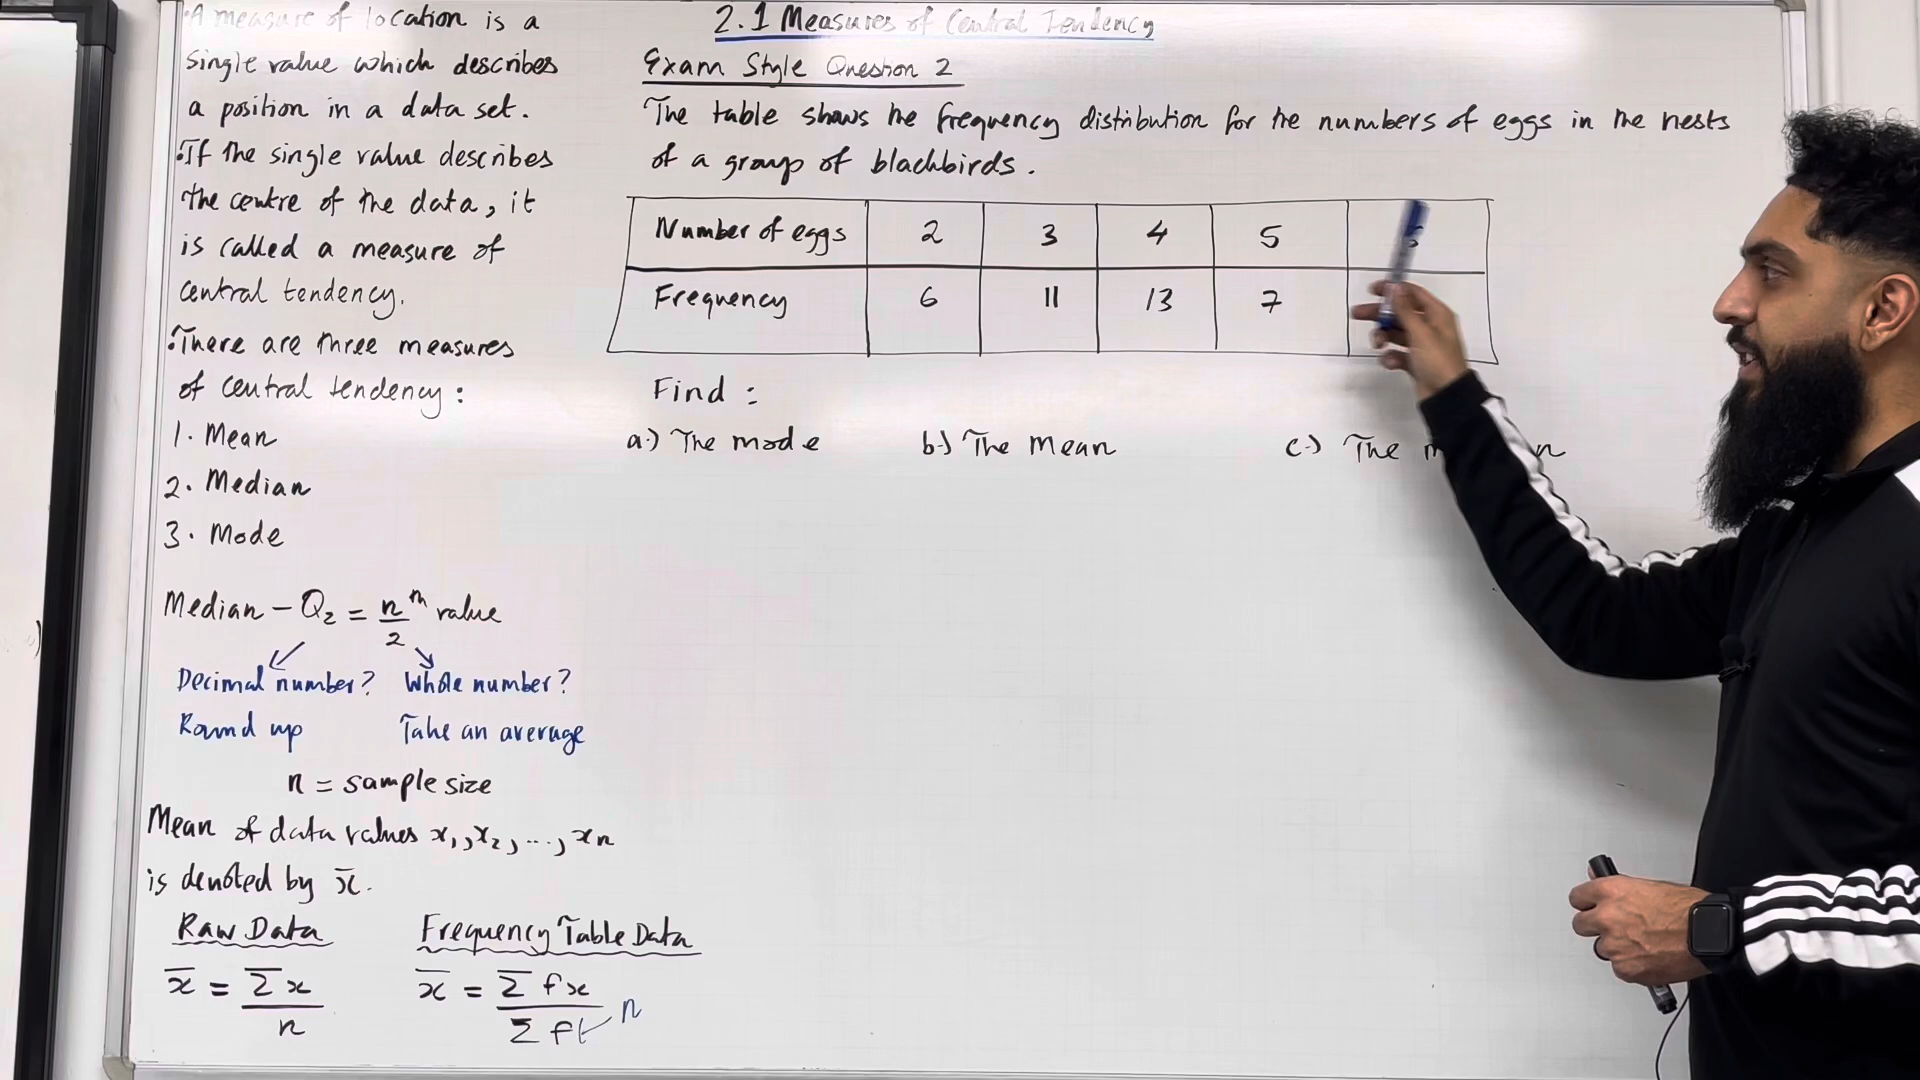 2.1 Measures of Central Tendency
·A measure of location is a
single value which describes
a position in a data set.
·If the single value describes
the centre of the data, it
is called a measure of
central tendency.
·There are three measures
of central tendency:
1. Mean
2. Median
3. Mode
Median - Q₂ = n/2 th value
Decimal number? Whole number?
Round up Take an average
n = sample size
Mean of data values x₁, x₂, ..., xn
is denoted by x̄.
Raw Data Frequency Table Data
x̄ = Σx/n x̄ = Σfx/Σf n
Exam Style Question 2
The table shows the frequency distribution for the numbers of eggs in the nests
of a group of blackbirds.
Number of eggs 2 3 4 5
Frequency 6 11 13 7
Find :
a.) The mode b.) The Mean c.) The